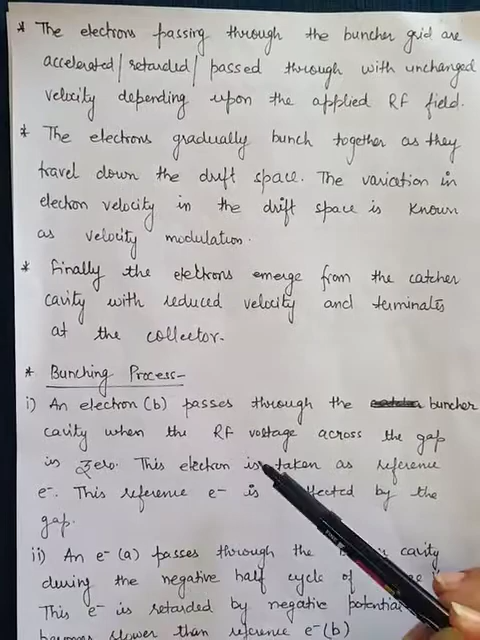 * The electrons passing through the buncher grid are
accelerated/retarded/passed through with unchanged
velocity depending upon the applied RF field.
* The electrons gradually bunch together as they
travel down the drift space. The variation in
electron velocity in the drift space is known
as velocity modulation.
* Finally the elektrons emerge from the catcher
cavity with reduced velocity and terminates
at the collector.
* Bunching Process-
i) An electron (b) passes through the buncher
cavity when the RF voltage across the gap
is zero. This electron is taken as reference
e-. This reference e- is by the
gap.
ii) An e- (a) passes through the cavity
during the negative half cycle of
This e- is retarded by negative potential
becomes slower than reference e-(b)